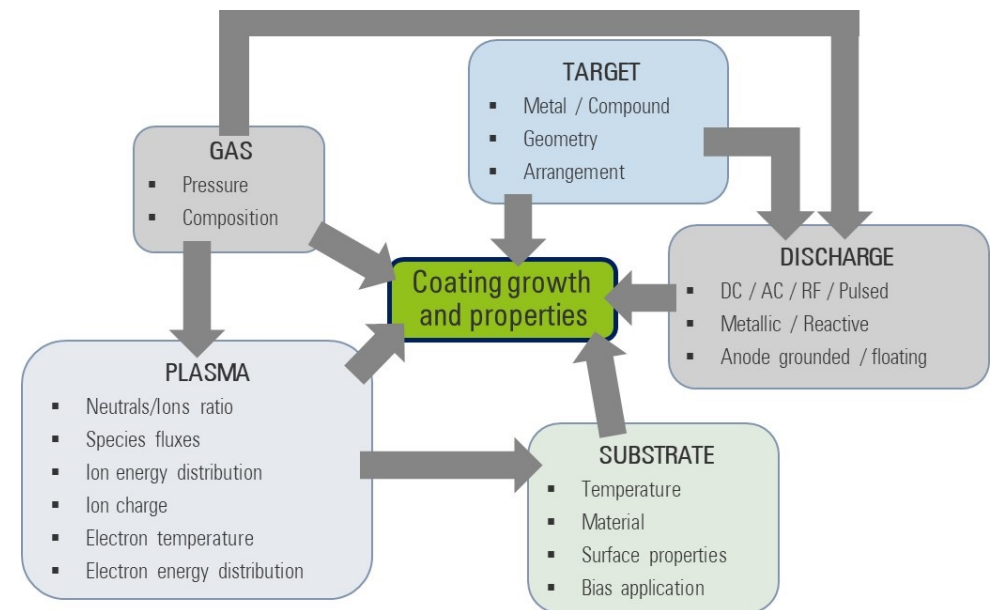 TARGET
▪ Metal / Compound
▪ Geometry
▪ Arrangement
GAS
▪ Pressure
▪ Composition
Coating growth
and properties
DISCHARGE
▪ DC / AC / RF / Pulsed
▪ Metallic / Reactive
▪ Anode grounded / floating
PLASMA
▪ Neutrals/Ions ratio
▪ Species fluxes
▪ Ion energy distribution
▪ Ion charge
▪ Electron temperature
▪ Electron energy distribution
SUBSTRATE
▪ Temperature
▪ Material
▪ Surface properties
▪ Bias application